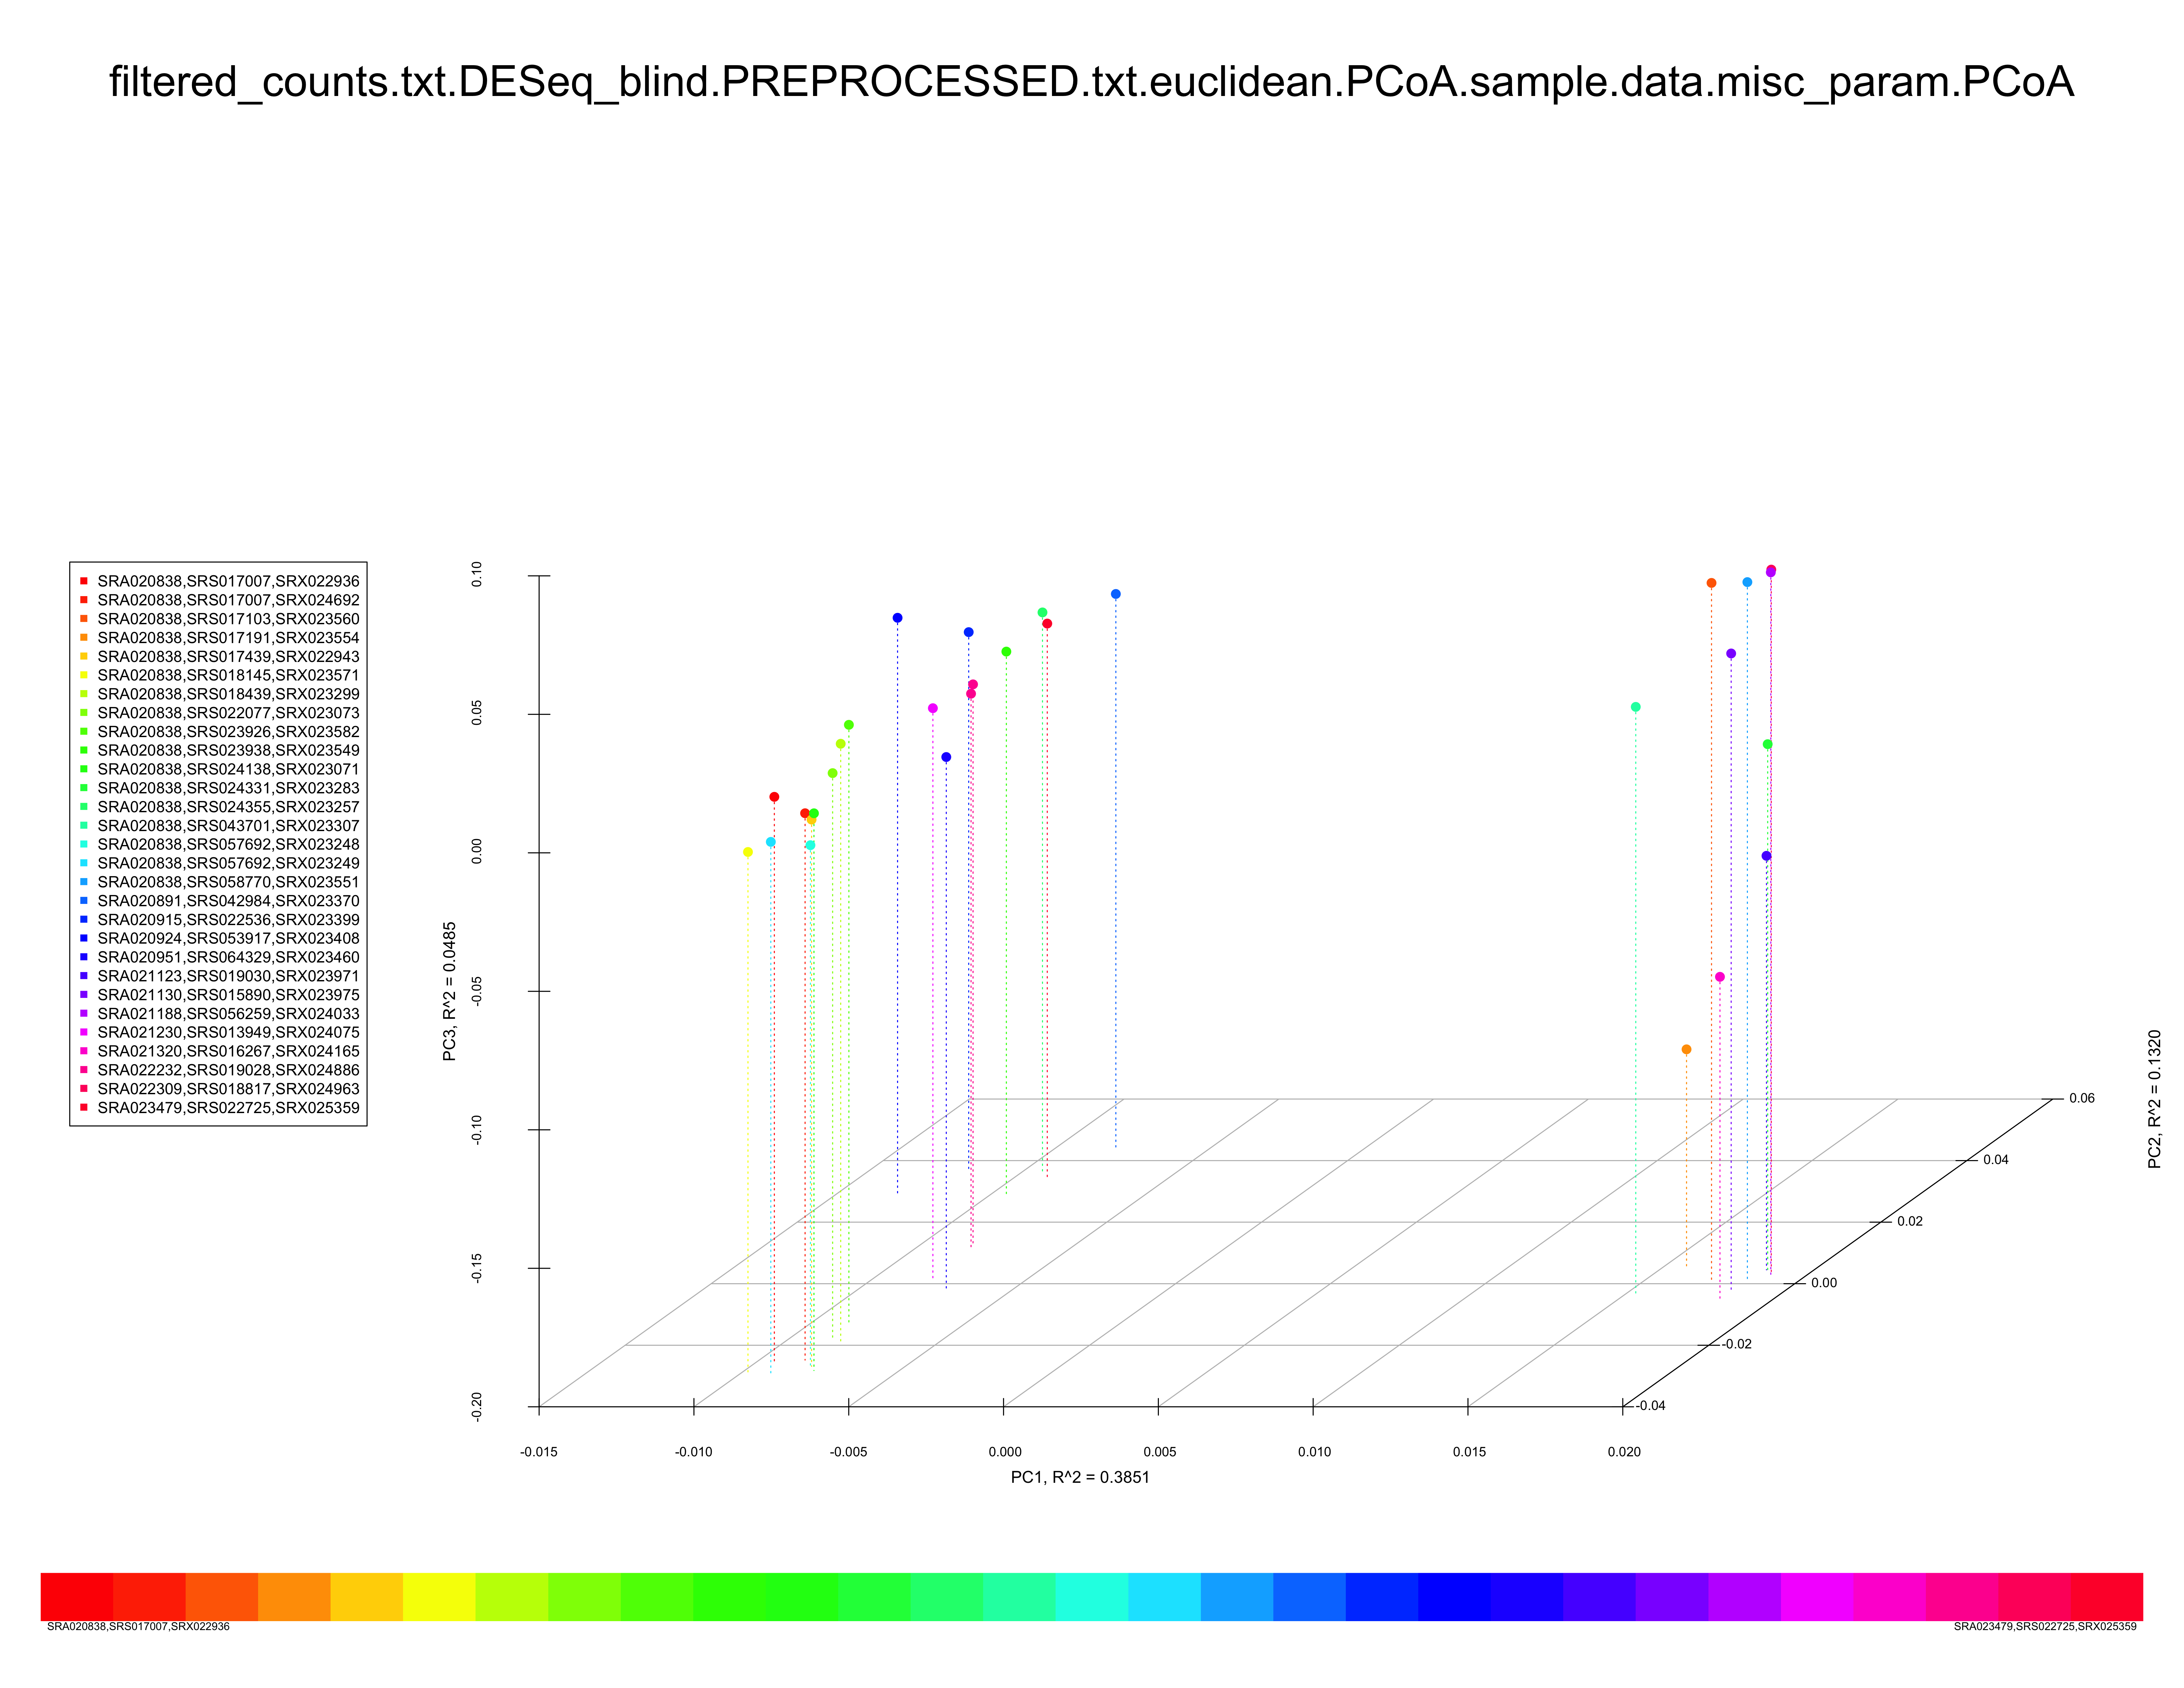 filtered_counts.txt.DESeq_blind.PREPROCESSED.txt.euclidean.PCoA.sample.data.misc_param.PCoA
SRA020838,SRS017007,SRX022936
SRA020838,SRS017007,SRX024692
SRA020838,SRS017103,SRX023560
SRA020838,SRS017191,SRX023554
SRA020838,SRS017439,SRX022943
SRA020838,SRS018145,SRX023571
SRA020838,SRS018439,SRX023299
SRA020838,SRS022077,SRX023073
SRA020838,SRS023926,SRX023582
SRA020838,SRS023938,SRX023549
SRA020838,SRS024138,SRX023071
SRA020838,SRS024331,SRX023283
SRA020838,SRS024355,SRX023257
SRA020838,SRS043701,SRX023307
SRA020838,SRS057692,SRX023248
SRA020838,SRS057692,SRX023249
SRA020838,SRS058770,SRX023551
SRA020891,SRS042984,SRX023370
SRA020915,SRS022536,SRX023399
SRA020924,SRS053917,SRX023408
SRA020951,SRS064329,SRX023460
SRA021123,SRS019030,SRX023971
SRA021130,SRS015890,SRX023975
SRA021188,SRS056259,SRX024033
SRA021230,SRS013949,SRX024075
SRA021320,SRS016267,SRX024165
SRA022232,SRS019028,SRX024886
SRA022309,SRS018817,SRX024963
SRA023479,SRS022725,SRX025359
PC3, R^2 = 0.0485
0.10
0.05
0.00
-0.05
-0.10
-0.15
-0.20
PC2, R^2 = 0.1320
0.06
0.04
0.02
0.00
-0.02
-0.04
-0.015 -0.010 -0.005 0.000 0.005 0.010 0.015 0.020
PC1, R^2 = 0.3851
SRA020838,SRS017007,SRX022936
SRA023479,SRS022725,SRX025359